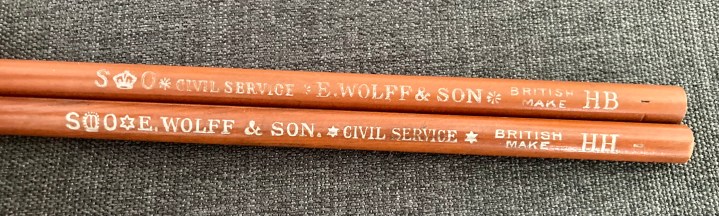 S O CIVIL SERVICE E. WOLFF & SON BRITISH MAKE HB
S O E. WOLFF & SON. CIVIL SERVICE BRITISH MAKE HH